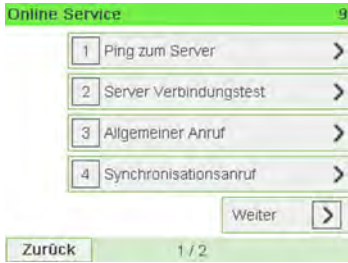 Online Service 9
1 Ping zum Server >
2 Server Verbindungstest >
3 Allgemeiner Anruf >
4 Synchronisationsanruf >
Weiter >
Zurück 1 / 2